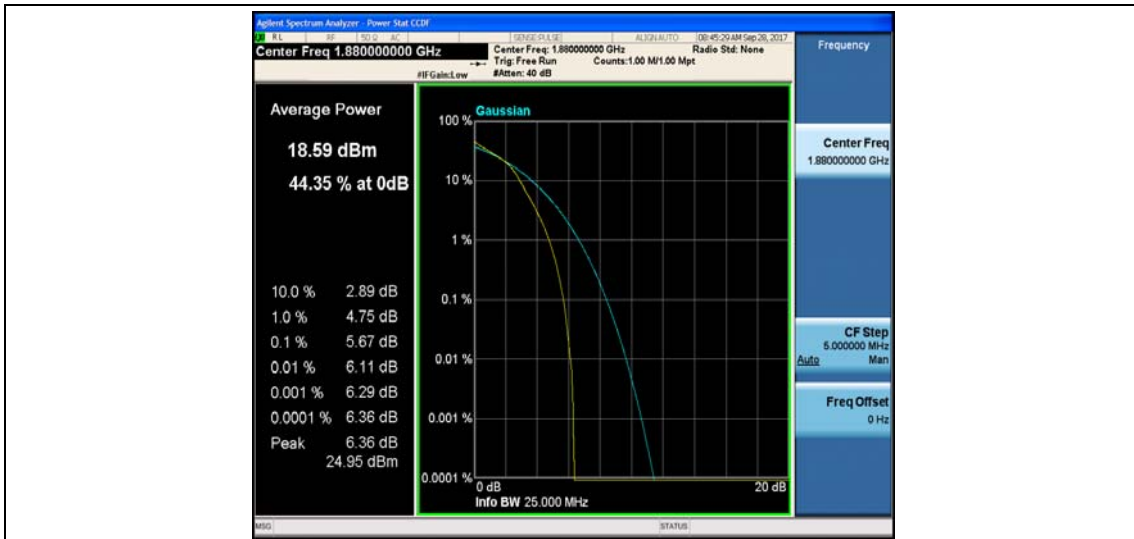 Agilent Spectrum Analyzer - Power Stat CCDF
RL RF 50 Ω AC SENSE:PULSE ALIGNAUTO 08:45:29 AM Sep 28, 2017
Center Freq 1.880000000 GHz
Center Freq: 1.880000000 GHz Radio Std: None
Trig: Free Run Counts:1.00 M/1.00 Mpt
#IFGain:Low #Atten: 40 dB
Frequency
Average Power
18.59 dBm
44.35 % at 0dB
10.0 % 2.89 dB
1.0 % 4.75 dB
0.1 % 5.67 dB
0.01 % 6.11 dB
0.001 % 6.29 dB
0.0001 % 6.36 dB
Peak 6.36 dB
24.95 dBm
Gaussian
100 %
10 %
1 %
0.1 %
0.01 %
0.001 %
0.0001 %
0 dB 20 dB
Info BW 25.000 MHz
Center Freq
1.880000000 GHz
CF Step
5.000000 MHz
Auto Man
Freq Offset
0 Hz
MSG STATUS